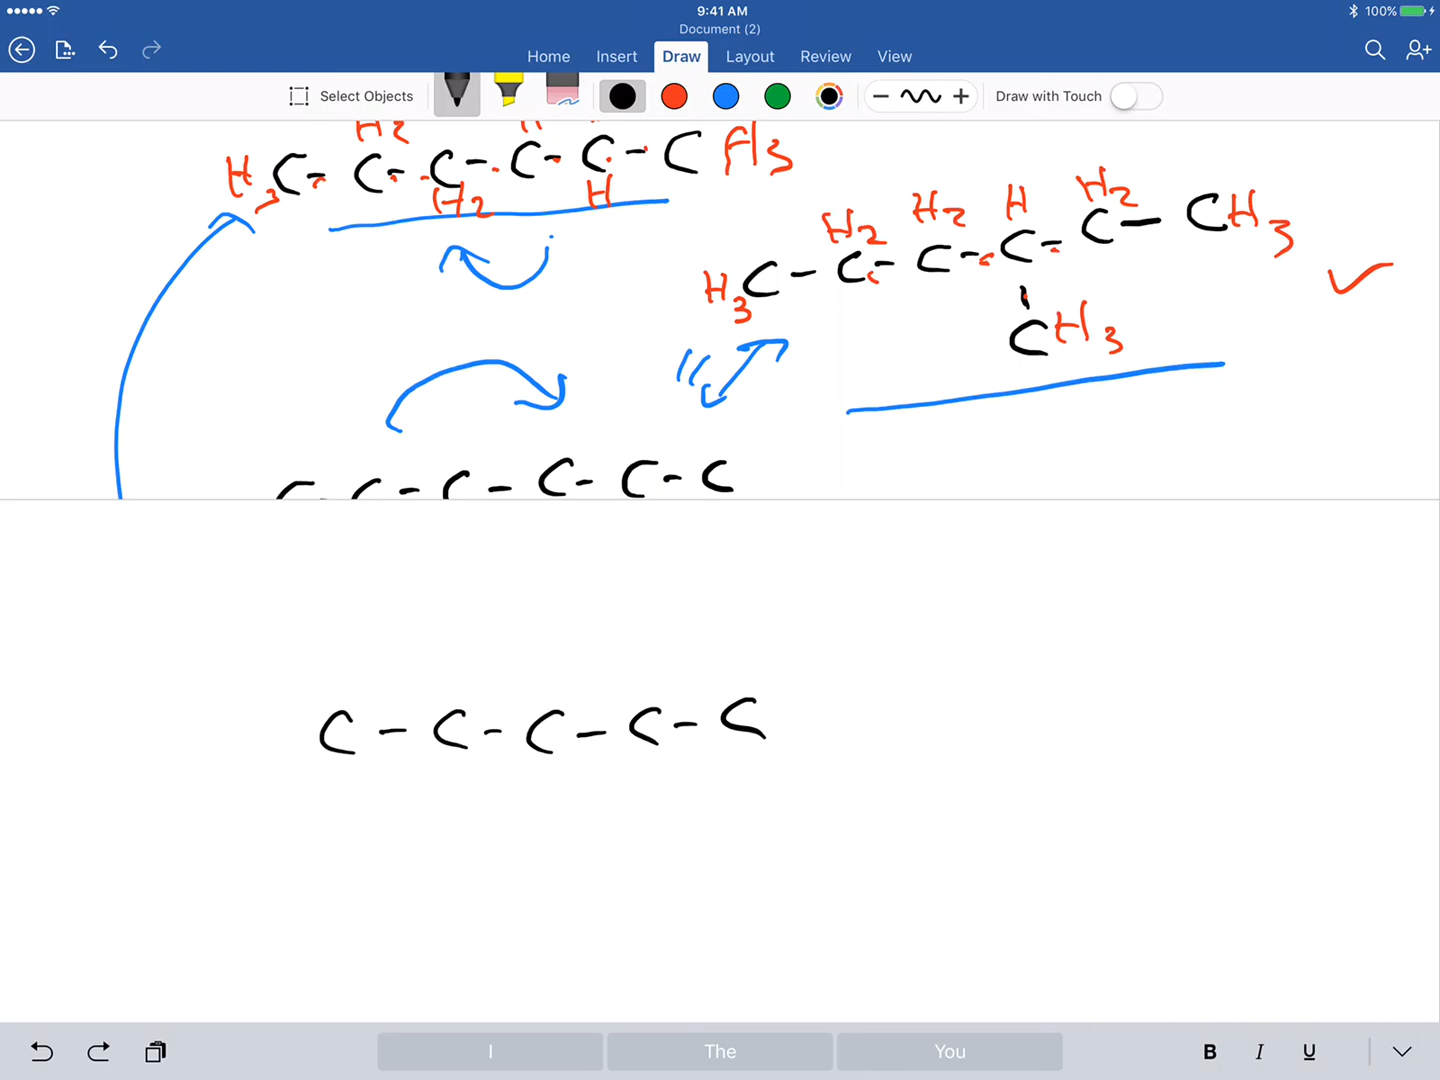 9:41 AM
100%
Document (2)
Home Insert Draw Layout Review View
Select Objects
Draw with Touch
H2
H3C - C - C - C - C - C H3
H2 H
H2 H2 H H2
H3C - C - C - C - C - CH3
CH3
C - C - C - C - C
C - C - C - C - C
I The You
B I U